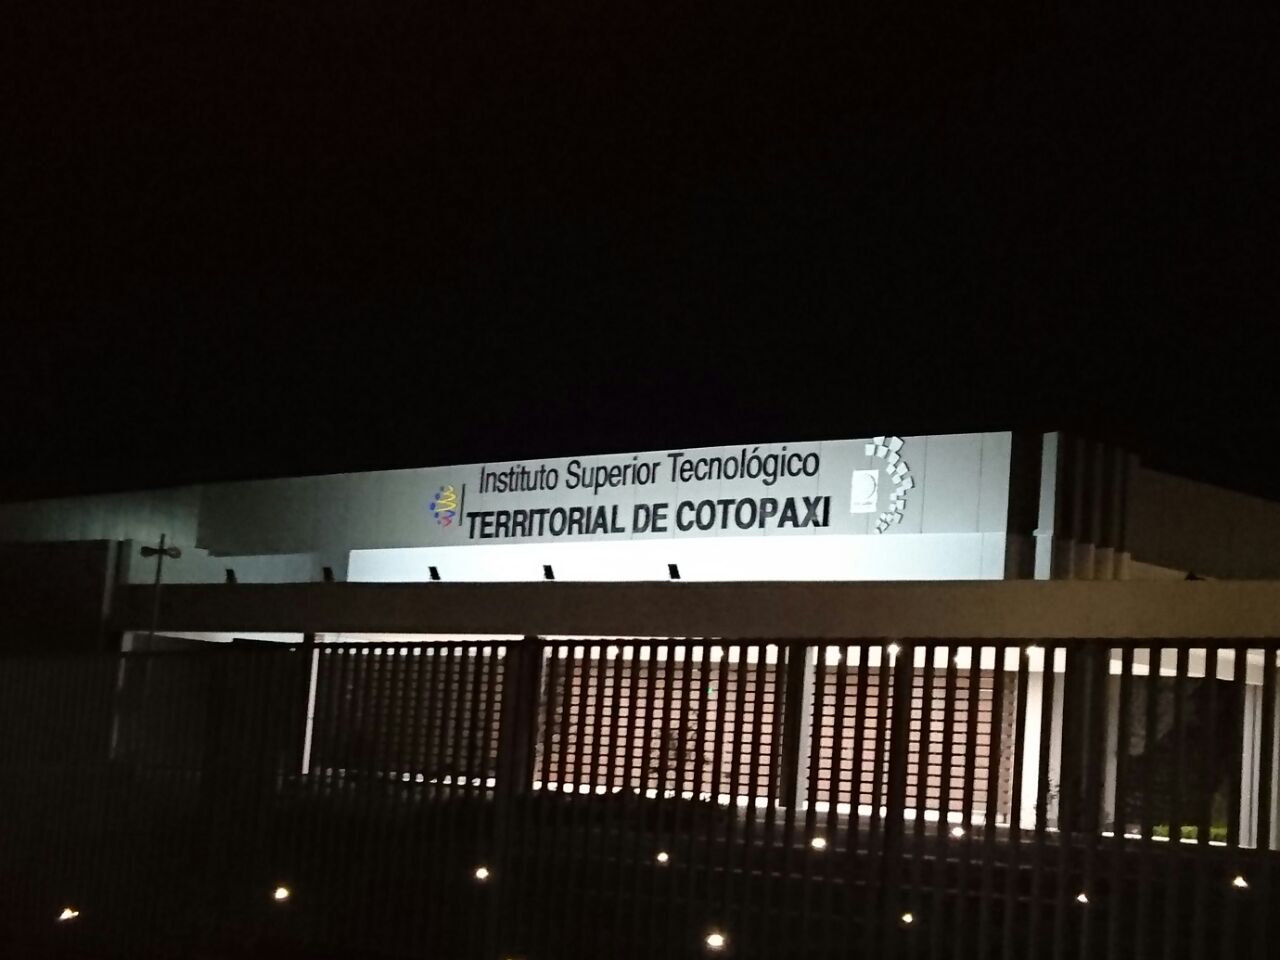 Instituto Superior Tecnológico
TERRITORIAL DE COTOPAXI